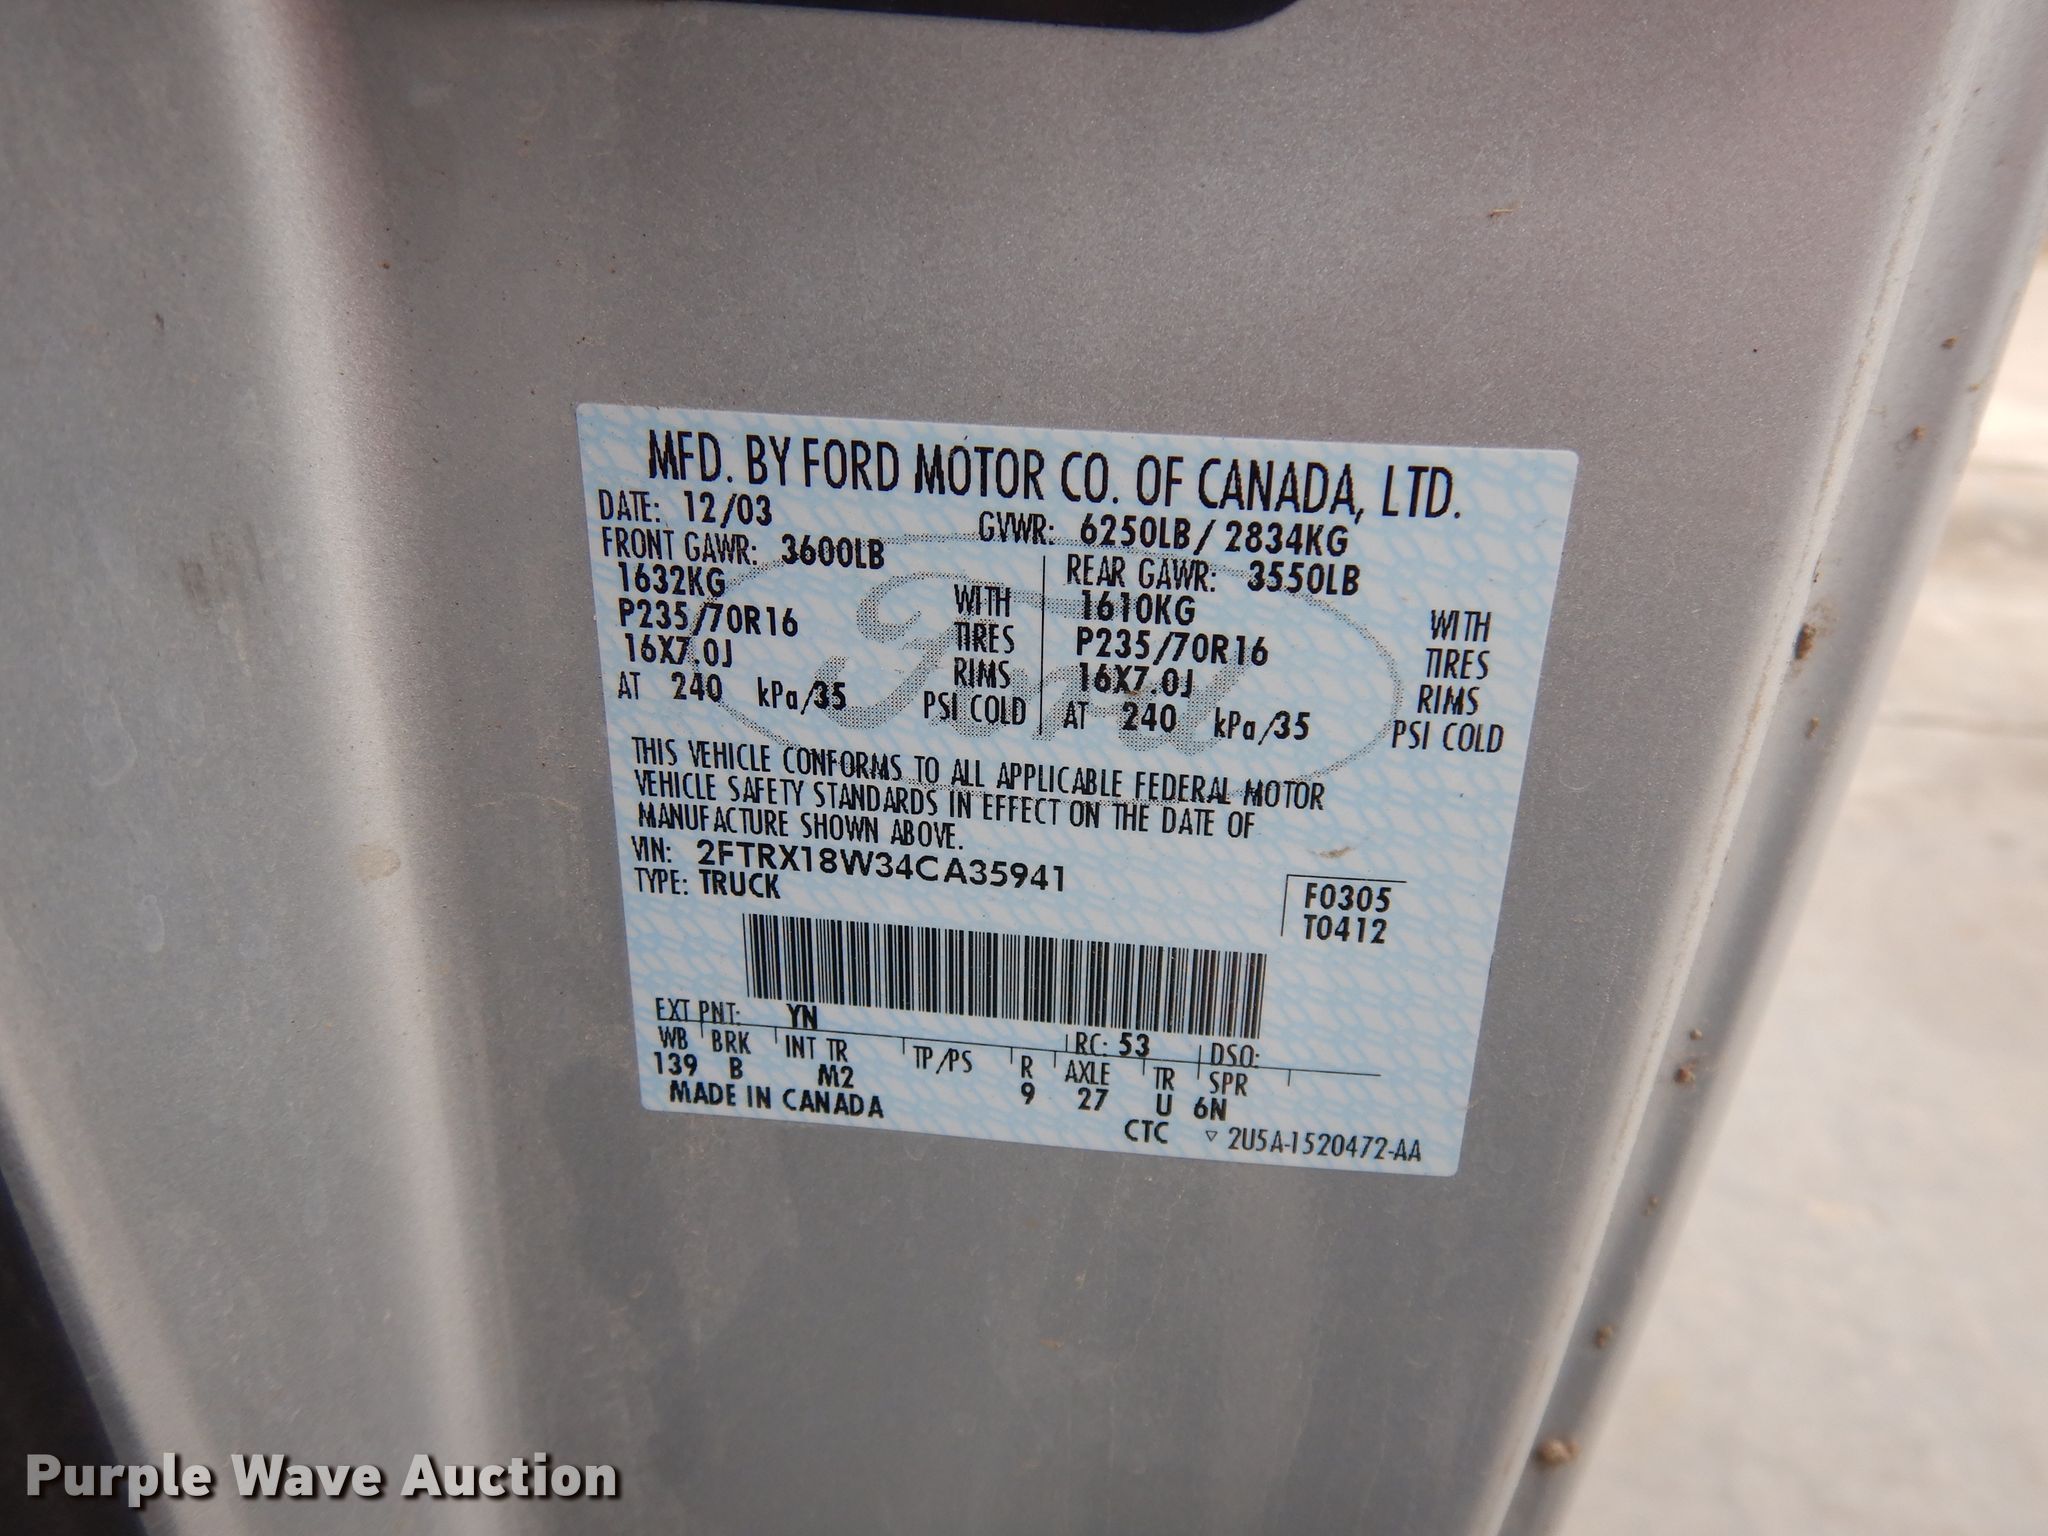 MFD. BY FORD MOTOR CO. OF CANADA, LTD.
DATE: 12/03 GVWR: 6250LB / 2834KG
FRONT GAWR: 3600LB REAR GAWR: 3550LB
1632KG WITH 1610KG WITH
P235/70R16 TIRES P235/70R16 TIRES
16X7.0J RIMS 16X7.0J RIMS
AT 240 kPa/35 PSI COLD AT 240 kPa/35 PSI COLD
THIS VEHICLE CONFORMS TO ALL APPLICABLE FEDERAL MOTOR
VEHICLE SAFETY STANDARDS IN EFFECT ON THE DATE OF
MANUFACTURE SHOWN ABOVE.
VIN: 2FTRX18W34CA35941
TYPE: TRUCK
F0305
T0412
EXT PNT: YN RC: 53 DSO:
WB BRK INT TR TP/PS R AXLE TR SPR
139 B M2 9 27 U 6N
MADE IN CANADA
CTC ▽ 2U5A-1520472-AA
Ford
Purple Wave Auction